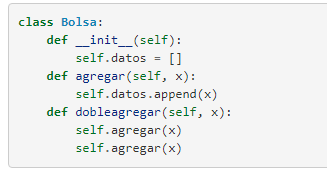 class Bolsa:
    def __init__(self):
        self.datos = []
    def agregar(self, x):
        self.datos.append(x)
    def dobleagregar(self, x):
        self.agregar(x)
        self.agregar(x)